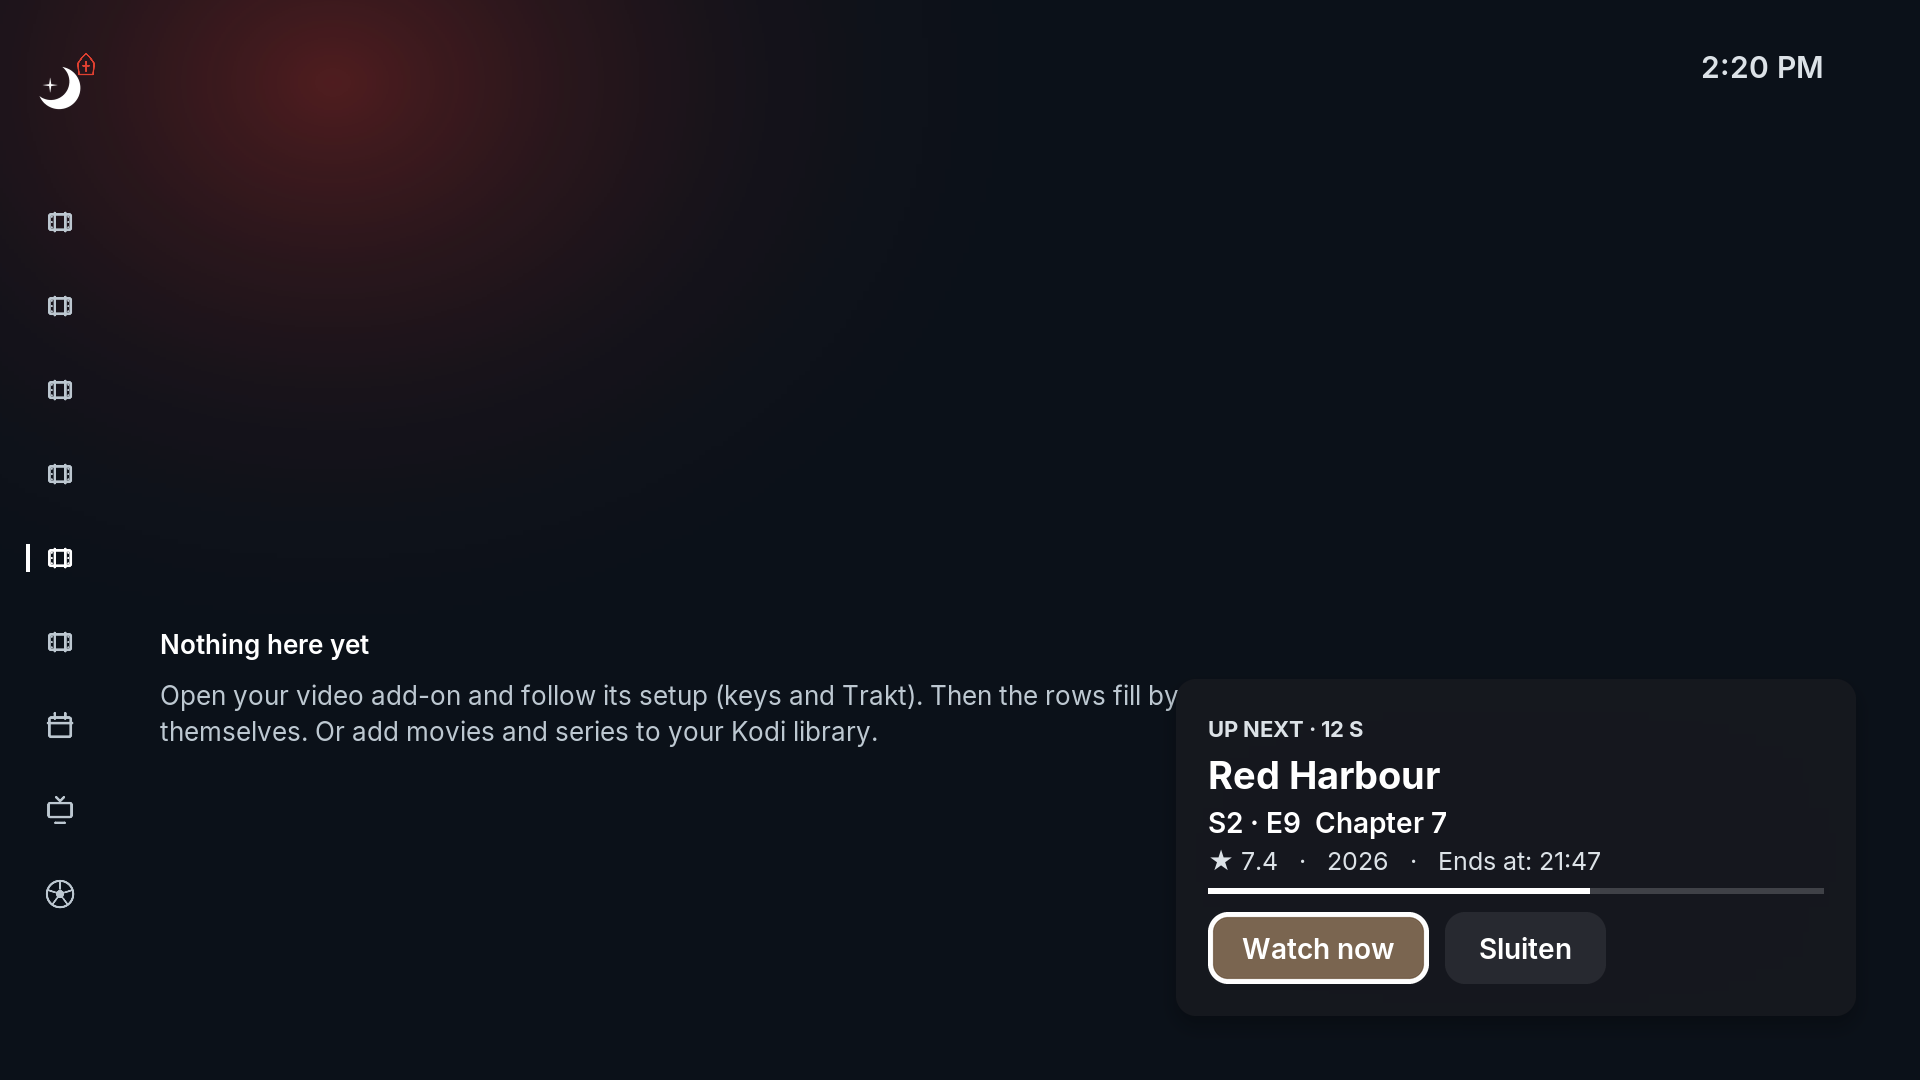 2:20 PM
Nothing here yet
Open your video add-on and follow its setup (keys and Trakt). Then the rows fill by
themselves. Or add movies and series to your Kodi library.
UP NEXT · 12 S
Red Harbour
S2 · E9 Chapter 7
★ 7.4 · 2026 · Ends at: 21:47
Watch now
Sluiten